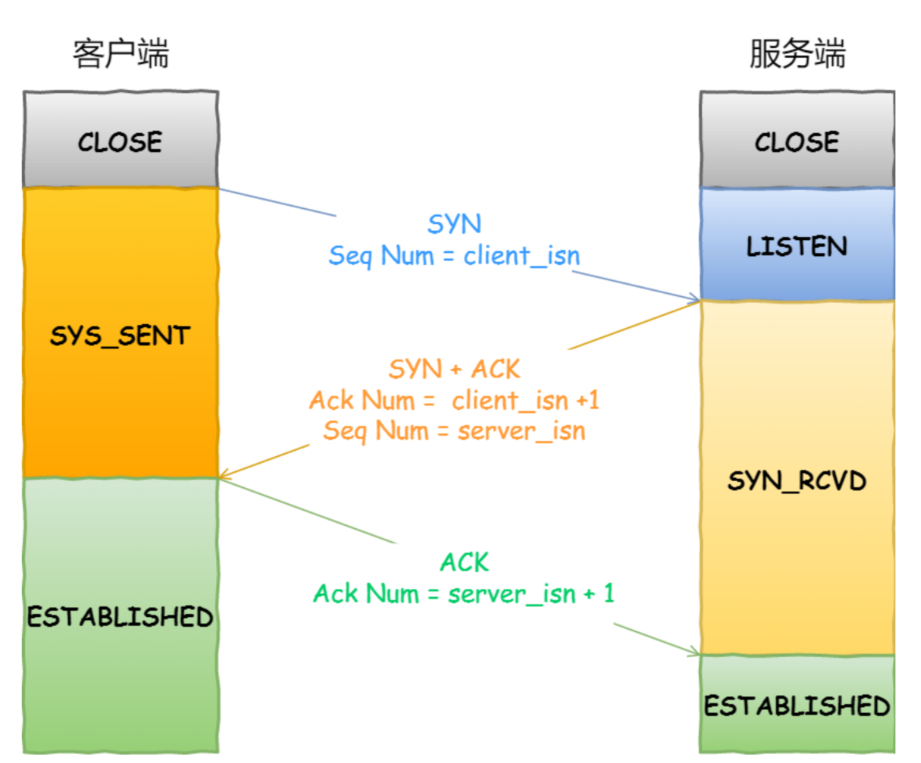 客户端
服务端
CLOSE
CLOSE
SYN
Seq Num = client_isn
LISTEN
SYS_SENT
SYN + ACK
Ack Num = client_isn +1
Seq Num = server_isn
SYN_RCVD
ACK
Ack Num = server_isn + 1
ESTABLISHED
ESTABLISHED